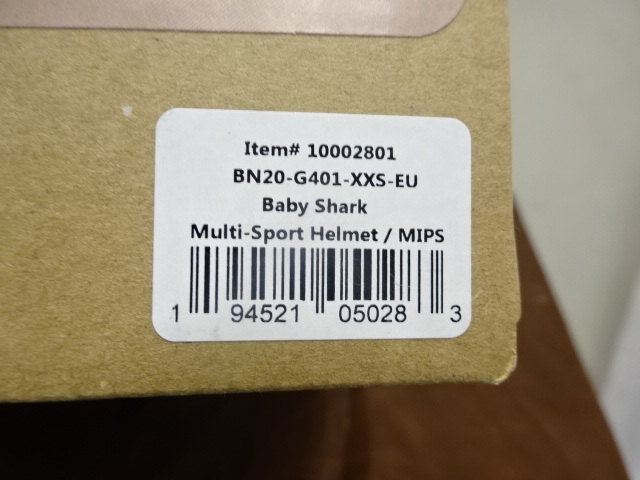 Item# 10002801
BN20-G401-XXS-EU
Baby Shark
Multi-Sport Helmet / MIPS
1 94521 05028 3